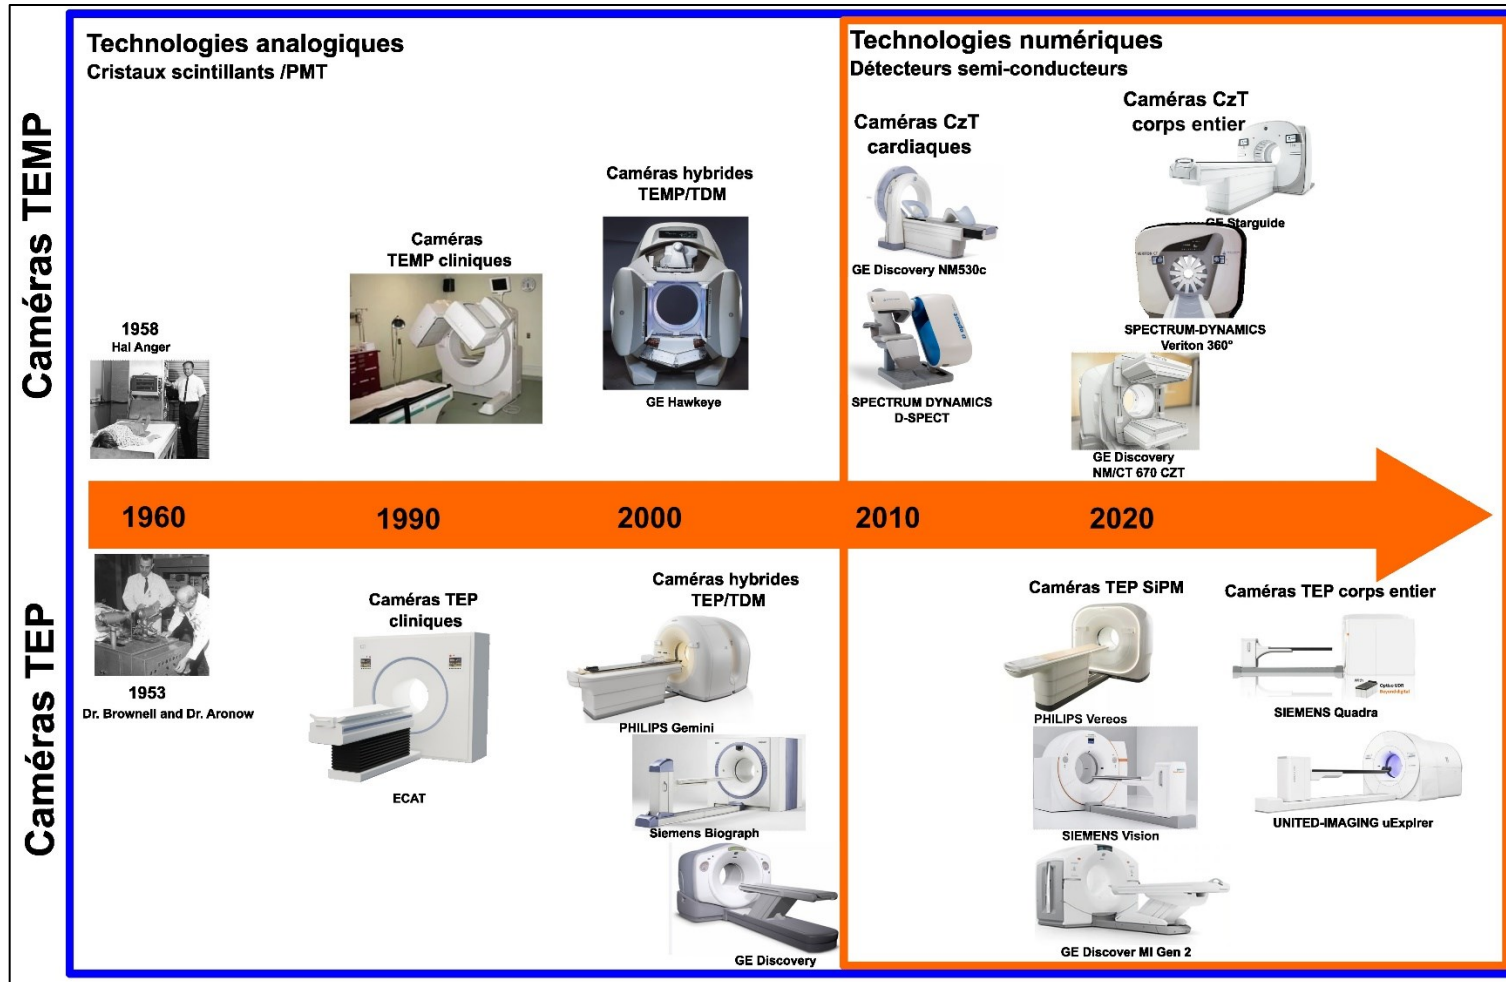 Technologies analogiques
Cristaux scintillants /PMT
Technologies numériques
Détecteurs semi-conducteurs
Caméras TEMP
1958
Hal Anger
Caméras
TEMP cliniques
Caméras hybrides
TEMP/TDM
GE Hawkeye
Caméras CzT
cardiaques
GE Discovery NM530c
SPECTRUM DYNAMICS
D-SPECT
Caméras CzT
corps entier
GE Starguide
SPECTRUM-DYNAMICS
Veriton 360°
GE Discovery
NM/CT 670 CZT
1960
1990
2000
2010
2020
Caméras TEP
1953
Dr. Brownell and Dr. Aronow
Caméras TEP
cliniques
ECAT
Caméras hybrides
TEP/TDM
PHILIPS Gemini
Siemens Biograph
GE Discovery
Caméras TEP SiPM
PHILIPS Vereos
SIEMENS Vision
GE Discover MI Gen 2
Caméras TEP corps entier
SIEMENS Quadra
UNITED-IMAGING uExplrer